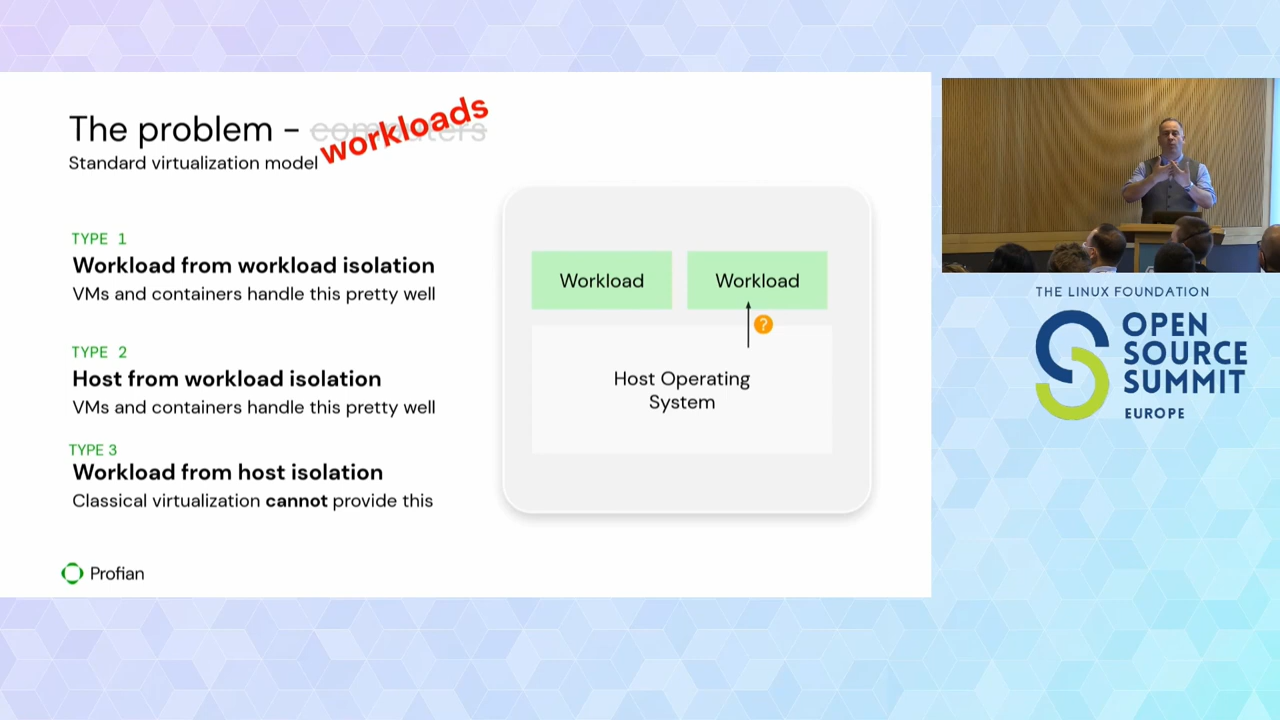 The problem - computers
workloads
Standard virtualization model
TYPE 1
Workload from workload isolation
VMs and containers handle this pretty well
TYPE 2
Host from workload isolation
VMs and containers handle this pretty well
TYPE 3
Workload from host isolation
Classical virtualization cannot provide this
Profian
Workload
Workload
?
Host Operating
System
THE LINUX FOUNDATION
OPEN
SOURCE
SUMMIT
EUROPE